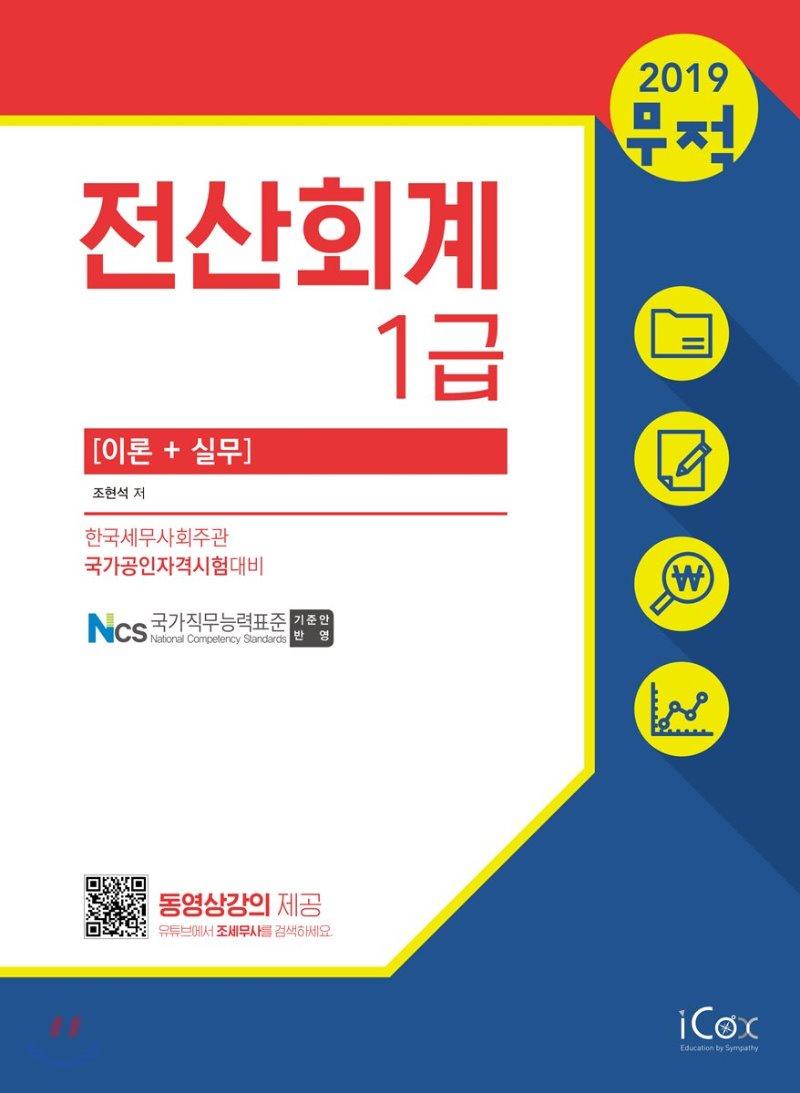 2019
무적
전산회계
1급
[이론 + 실무]
조현석 저
한국세무사회주관
국가공인자격시험대비
NCS 국가직무능력표준 기준안
National Competency Standards 반영
₩
동영상강의 제공
유튜브에서 조세무사를 검색하세요.
iCox
Education by Sympathy